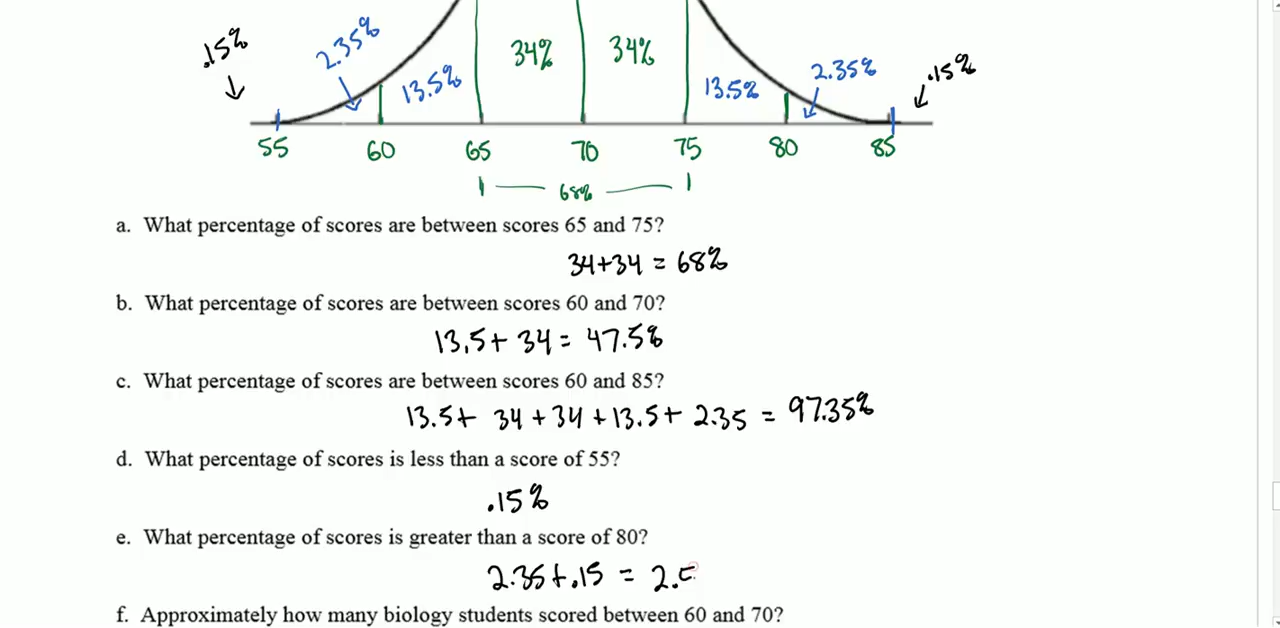 .15% 2.35% 13.5% 34% 34% 13.5% 2.35% .15%
55 60 65 70 75 80 85
68%
a. What percentage of scores are between scores 65 and 75?
34+34 = 68%
b. What percentage of scores are between scores 60 and 70?
13.5+ 34 = 47.5%
c. What percentage of scores are between scores 60 and 85?
13.5+ 34 + 34 + 13.5 + 2.35 = 97.35%
d. What percentage of scores is less than a score of 55?
.15%
e. What percentage of scores is greater than a score of 80?
2.35+.15 = 2.5
f. Approximately how many biology students scored between 60 and 70?